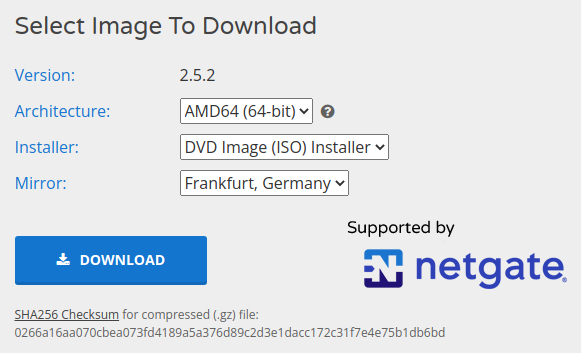 Select Image To Download
Version: 2.5.2
Architecture: AMD64 (64-bit) ?
Installer: DVD Image (ISO) Installer
Mirror: Frankfurt, Germany
Supported by
DOWNLOAD netgate®
SHA256 Checksum for compressed (.gz) file:
0266a16aa070cbea073fd4189a5a376d89c2d3e1dacc172c31f7e4e75b1db6bd